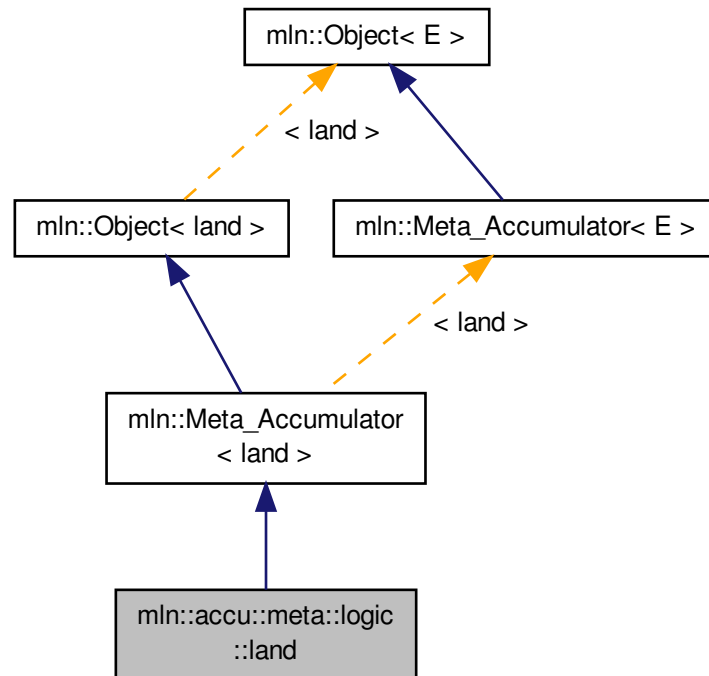 mln::Object< E >
< land >
mln::Object< land >
mln::Meta_Accumulator< E >
< land >
mln::Meta_Accumulator
< land >
mln::accu::meta::logic
::land